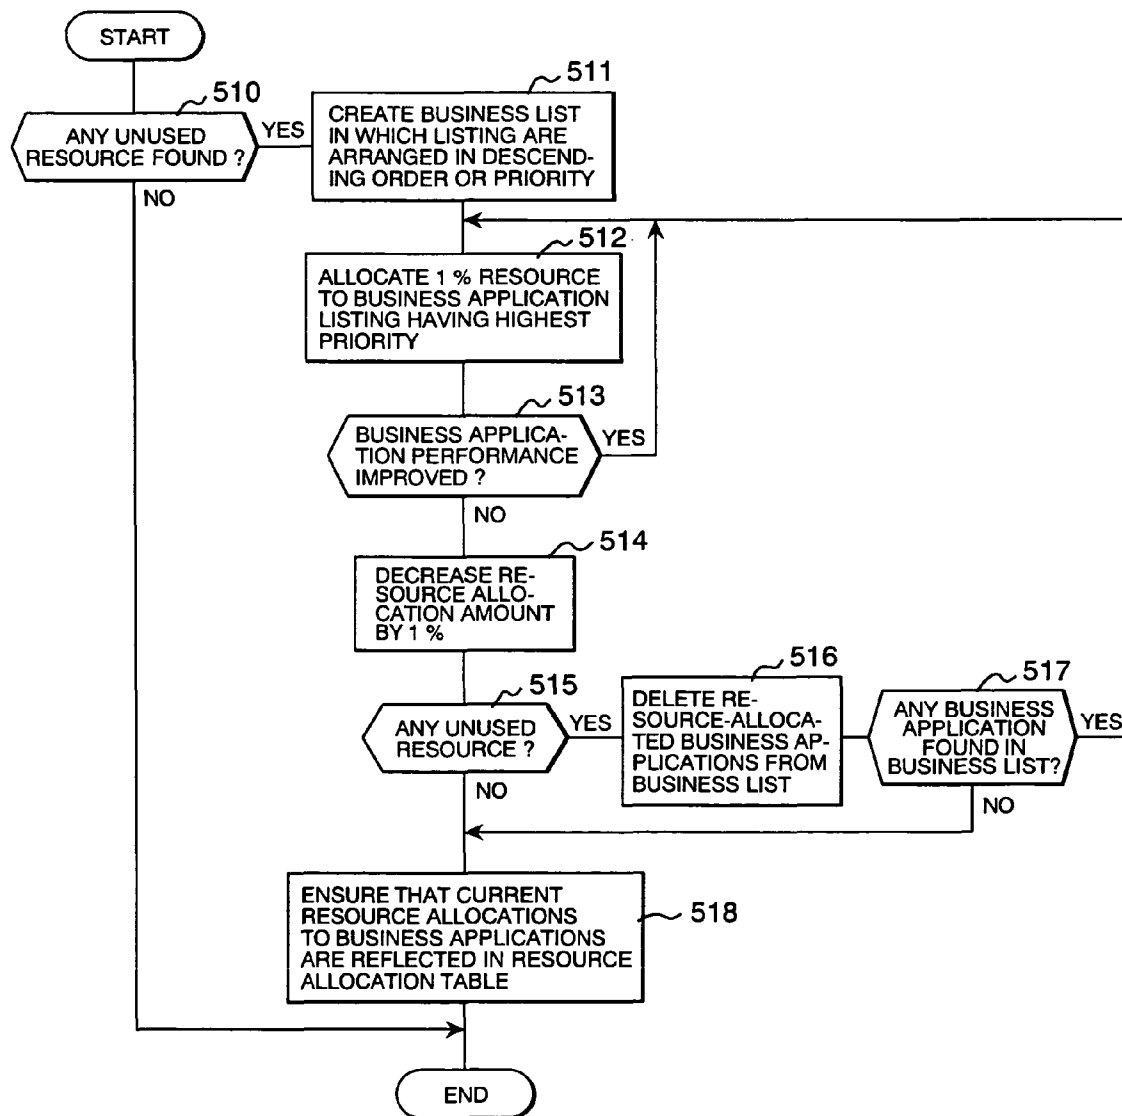 START
510
ANY UNUSED
RESOURCE FOUND ?
YES
NO
511
CREATE BUSINESS LIST
IN WHICH LISTING ARE
ARRANGED IN DESCEND-
ING ORDER OR PRIORITY
512
ALLOCATE 1 % RESOURCE
TO BUSINESS APPLICATION
LISTING HAVING HIGHEST
PRIORITY
513
BUSINESS APPLICA-
TION PERFORMANCE
IMPROVED ?
YES
NO
514
DECREASE RE-
SOURCE ALLO-
CATION AMOUNT
BY 1 %
515
ANY UNUSED
RESOURCE ?
YES
NO
516
DELETE RE-
SOURCE-ALLOCA-
TED BUSINESS AP-
PLICATIONS FROM
BUSINESS LIST
517
ANY BUSINESS
APPLICATION
FOUND IN
BUSINESS LIST?
YES
NO
518
ENSURE THAT CURRENT
RESOURCE ALLOCATIONS
TO BUSINESS APPLICATIONS
ARE REFLECTED IN RESOURCE
ALLOCATION TABLE
END